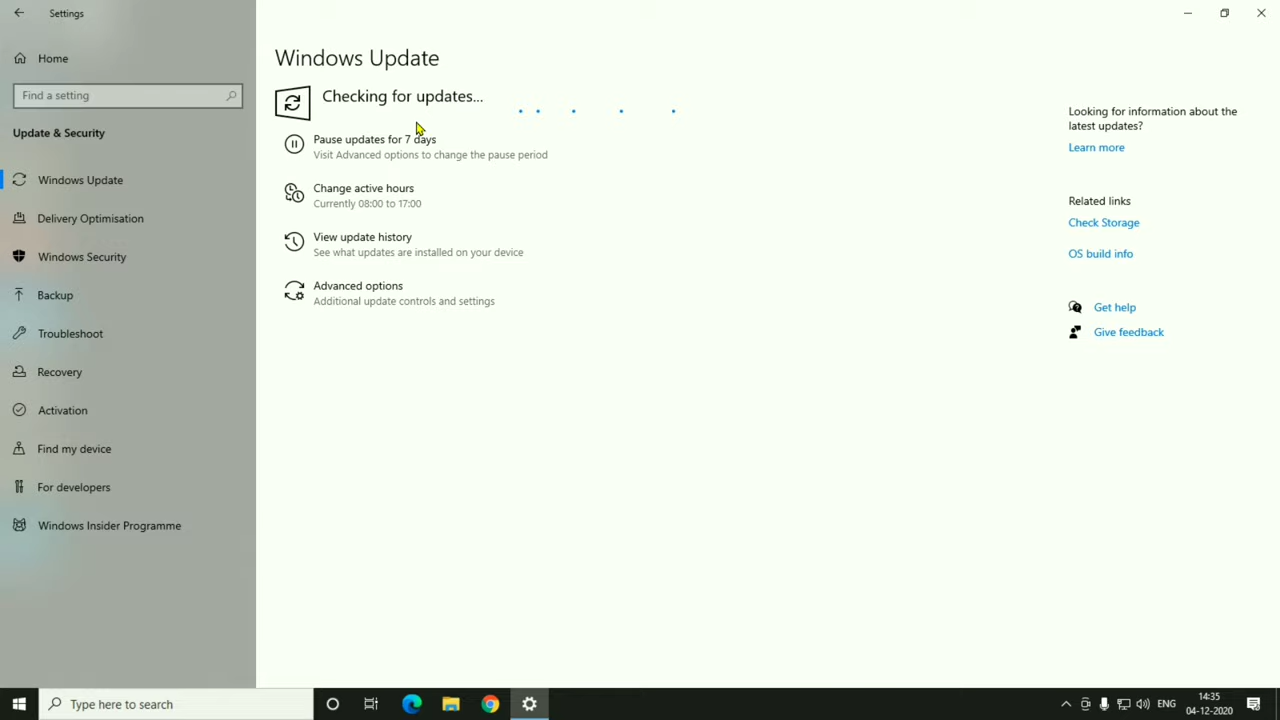 Settings
Home
Find a setting
Update & Security
Windows Update
Delivery Optimisation
Windows Security
Backup
Troubleshoot
Recovery
Activation
Find my device
For developers
Windows Insider Programme
Windows Update
Checking for updates...
Pause updates for 7 days
Visit Advanced options to change the pause period
Change active hours
Currently 08:00 to 17:00
View update history
See what updates are installed on your device
Advanced options
Additional update controls and settings
Looking for information about the
latest updates?
Learn more
Related links
Check Storage
OS build info
Get help
Give feedback
Type here to search
ENG
14:35
04-12-2020